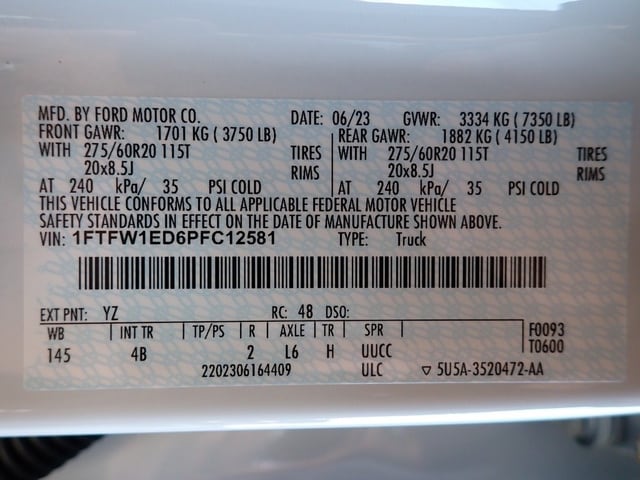 MFD. BY FORD MOTOR CO. DATE: 06/23 GVWR: 3334 KG ( 7350 LB)
FRONT GAWR: 1701 KG ( 3750 LB) REAR GAWR: 1882 KG ( 4150 LB)
WITH 275/60R20 115T TIRES WITH 275/60R20 115T TIRES
20x8.5J RIMS 20x8.5J RIMS
AT 240 kPa/ 35 PSI COLD AT 240 kPa/ 35 PSI COLD
THIS VEHICLE CONFORMS TO ALL APPLICABLE FEDERAL MOTOR VEHICLE
SAFETY STANDARDS IN EFFECT ON THE DATE OF MANUFACTURE SHOWN ABOVE.
VIN: 1FTFW1ED6PFC12581 TYPE: Truck
EXT PNT: YZ RC: 48 DSO:
WB INT TR TP/PS R AXLE TR SPR F0093
145 4B 2 L6 H UUCC T0600
2202306164409 ULC ▽ 5U5A-3520472-AA